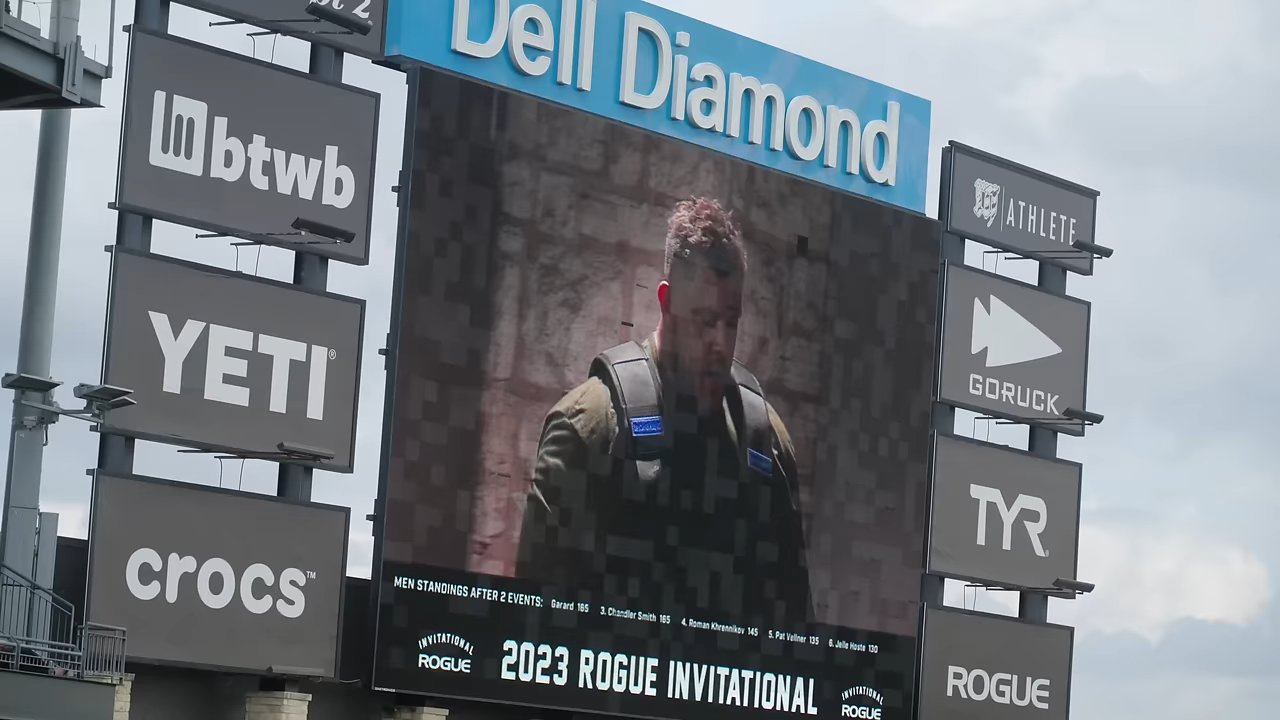 Dell Diamond
btwb
YETI®
crocs™
ATHLETE
GORUCK
TYR
ROGUE
MEN STANDINGS AFTER 2 EVENTS: Garard 165 3. Chandler Smith 165 4. Roman Khrennikov 145 5. Pat Vellner 135 6. Jelle Hoste 130
INVITATIONAL
ROGUE
2023 ROGUE INVITATIONAL
INVITATIONAL
ROGUE